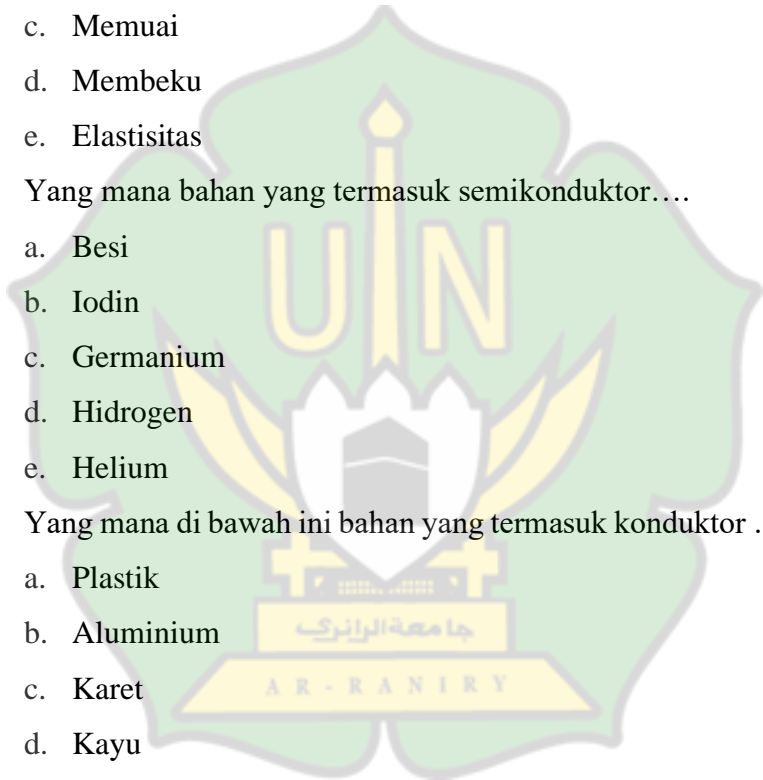 c. Memuai
d. Membeku
e. Elastisitas
Yang mana bahan yang termasuk semikonduktor….
a. Besi
b. Iodin
c. Germanium
d. Hidrogen
e. Helium
Yang mana di bawah ini bahan yang termasuk konduktor .
a. Plastik
b. Aluminium
جامعة الرانري
c. Karet
AR-RANIRY
d. Kayu
UIN